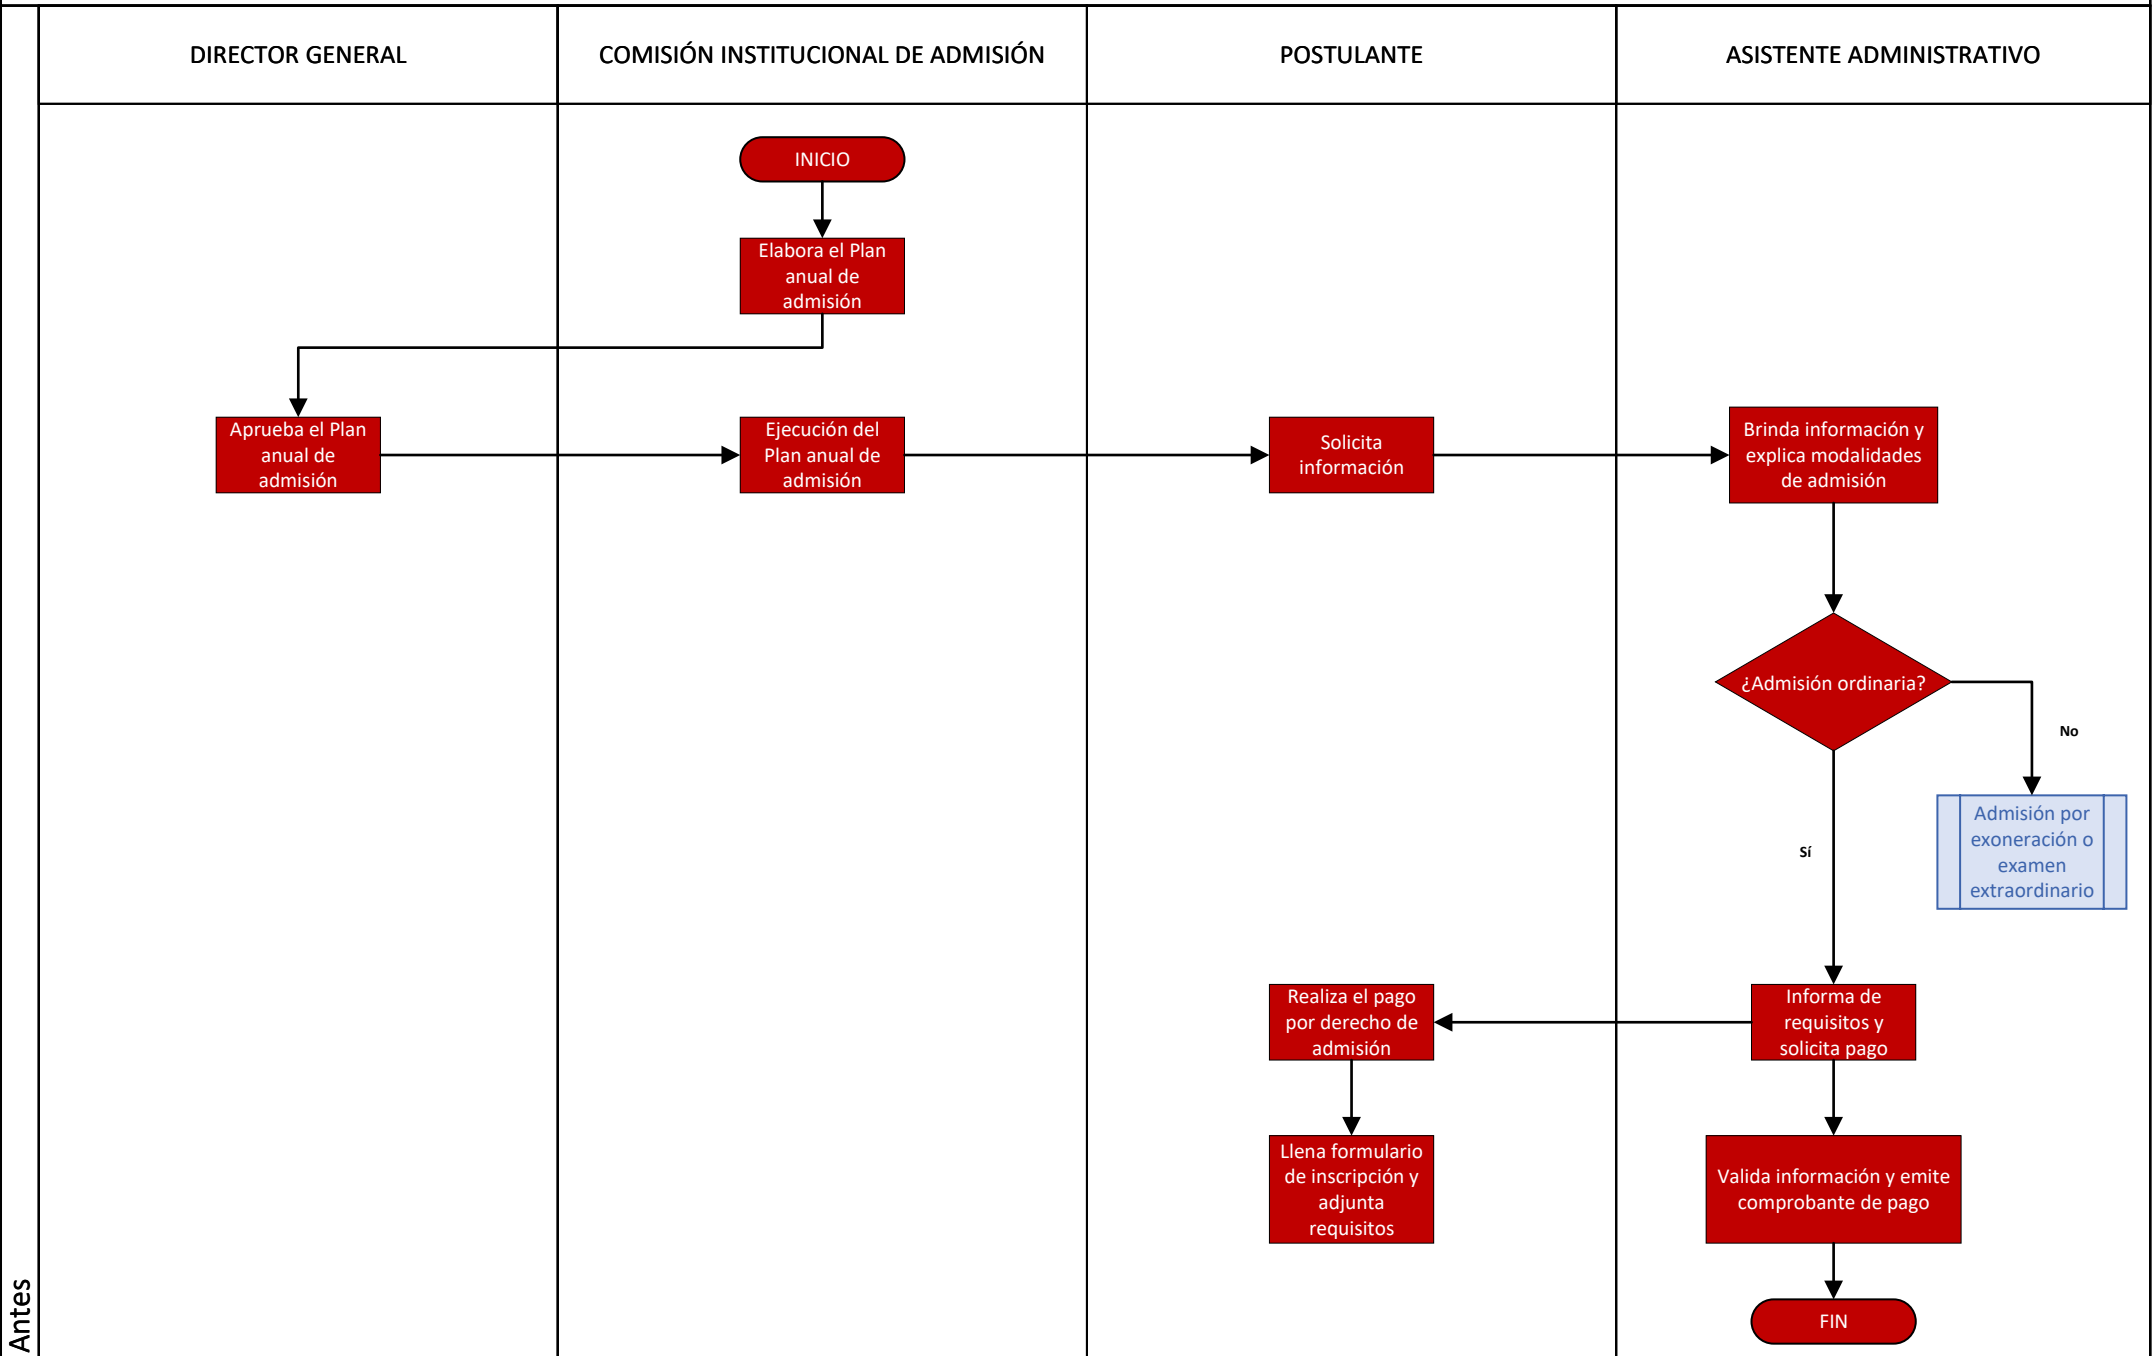 DIRECTOR GENERAL
COMISIÓN INSTITUCIONAL DE ADMISIÓN
POSTULANTE
ASISTENTE ADMINISTRATIVO
INICIO
Elabora el Plan
anual de
admisión
Aprueba el Plan
anual de
admisión
Ejecución del
Plan anual de
admisión
Solicita
información
Brinda información y
explica modalidades
de admisión
¿Admisión ordinaria?
No
Admisión por
exoneración o
examen
extraordinario
Sí
Realiza el pago
por derecho de
admisión
Informa de
requisitos y
solicita pago
Llena formulario
de inscripción y
adjunta
requisitos
Valida información y emite
comprobante de pago
FIN
Antes